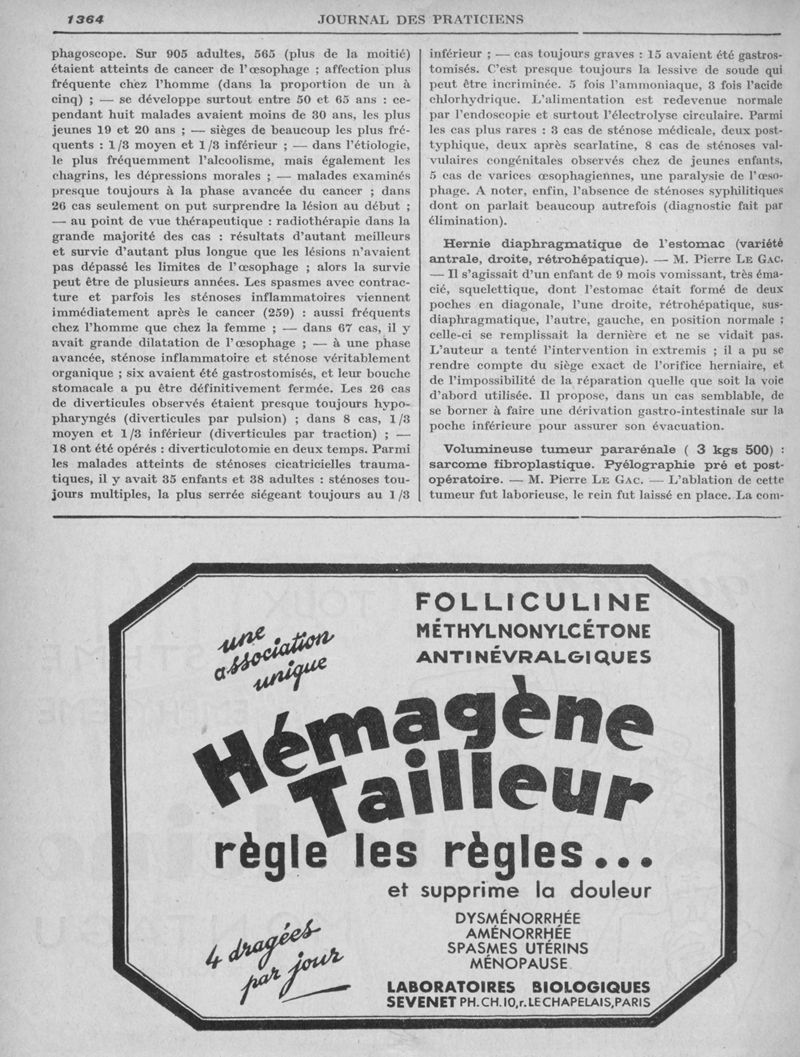 1364
JOURNAL DES PRATICIENS
phagoscope. Sur 905 adultes, 565 (plus de la moitié)
étaient atteints de cancer de l'œsophage ; affection plus
fréquente chez l'homme (dans la proportion de un à
cinq) ; — se développe surtout entre 50 et 65 ans : ce-
pendant huit malades avaient moins de 30 ans, les plus
jeunes 19 et 20 ans ; — sièges de beaucoup les plus fré-
quents : 1/3 moyen et 1/3 inférieur ; — dans l'étiologie,
le plus fréquemment l'alcoolisme, mais également les
chagrins, les dépressions morales ; — malades examinés
presque toujours à la phase avancée du cancer ; dans
26 cas seulement on put surprendre la lésion au début ;
— au point de vue thérapeutique : radiothérapie dans la
grande majorité des cas : résultats d'autant meilleurs
et survie d'autant plus longue que les lésions n'avaient
pas dépassé les limites de l'œsophage ; alors la survie
peut être de plusieurs années. Les spasmes avec contrac-
ture et parfois les sténoses inflammatoires viennent
immédiatement après le cancer (259) : aussi fréquents
chez l'homme que chez la femme ; — dans 67 cas, il y
avait grande dilatation de l'œsophage ; — à une phase
avancée, sténose inflammatoire et sténose véritablement
organique ; six avaient été gastrostomisés, et leur bouche
stomacale a pu être définitivement fermée. Les 26 cas
de diverticules observés étaient presque toujours hypo-
pharyngés (diverticules par pulsion) ; dans 8 cas, 1/3
moyen et 1/3 inférieur (diverticules par traction) ; —
18 ont été opérés : diverticulotomie en deux temps. Parmi
les malades atteints de sténoses cicatricielles trauma-
tiques, il y avait 35 enfants et 38 adultes : sténoses tou-
jours multiples, la plus serrée siégeant toujours au 1/3
inférieur ; — cas toujours graves : 15 avaient été gastros-
tomisés. C'est presque toujours la lessive de soude qui
peut être incriminée. 5 fois l'ammoniaque, 3 fois l'acide
chlorhydrique. L'alimentation est redevenue normale
par l'endoscopie et surtout l'électrolyse circulaire. Parmi
les cas plus rares : 3 cas de sténose médicale, deux post-
typhique, deux après scarlatine, 8 cas de sténoses val-
vulaires congénitales observés chez de jeunes enfants,
5 cas de varices œsophagiennes, une paralysie de l'œso-
phage. A noter, enfin, l'absence de sténoses syphilitiques
dont on parlait beaucoup autrefois (diagnostic fait par
élimination).
Hernie diaphragmatique de l'estomac (variété
antrale, droite, rétrohépatique). — M. Pierre LE GAC.
— Il s'agissait d'un enfant de 9 mois vomissant, très éma-
cié, squelettique, dont l'estomac était formé de deux
poches en diagonale, l'une droite, rétrohépatique, sus-
diaphragmatique, l'autre, gauche, en position normale ;
celle-ci se remplissait la dernière et ne se vidait pas.
L'auteur a tenté l'intervention in extremis ; il a pu se
rendre compte du siège exact de l'orifice herniaire, et
de l'impossibilité de la réparation quelle que soit la voie
d'abord utilisée. Il propose, dans un cas semblable, de
se borner à faire une dérivation gastro-intestinale sur la
poche inférieure pour assurer son évacuation.
Volumineuse tumeur pararénale ( 3 kgs 500) :
sarcome fibroplastique. Pyélographie pré et post-
opératoire. — M. Pierre LE GAC. — L'ablation de cette
tumeur fut laborieuse, le rein fut laissé en place. La com-
une
association
unique
FOLLICULINE
MÉTHYLNONYLCÉTONE
ANTINÉVRALGIQUES
Hémagène
Tailleur
règle les règles...
et supprime la douleur
4 dragées
par jour
DYSMÉNORRHÉE
AMÉNORRHÉE
SPASMES UTÉRINS
MÉNOPAUSE
LABORATOIRES BIOLOGIQUES
SEVENET PH. CH. 10, r. LE CHAPELAIS, PARIS